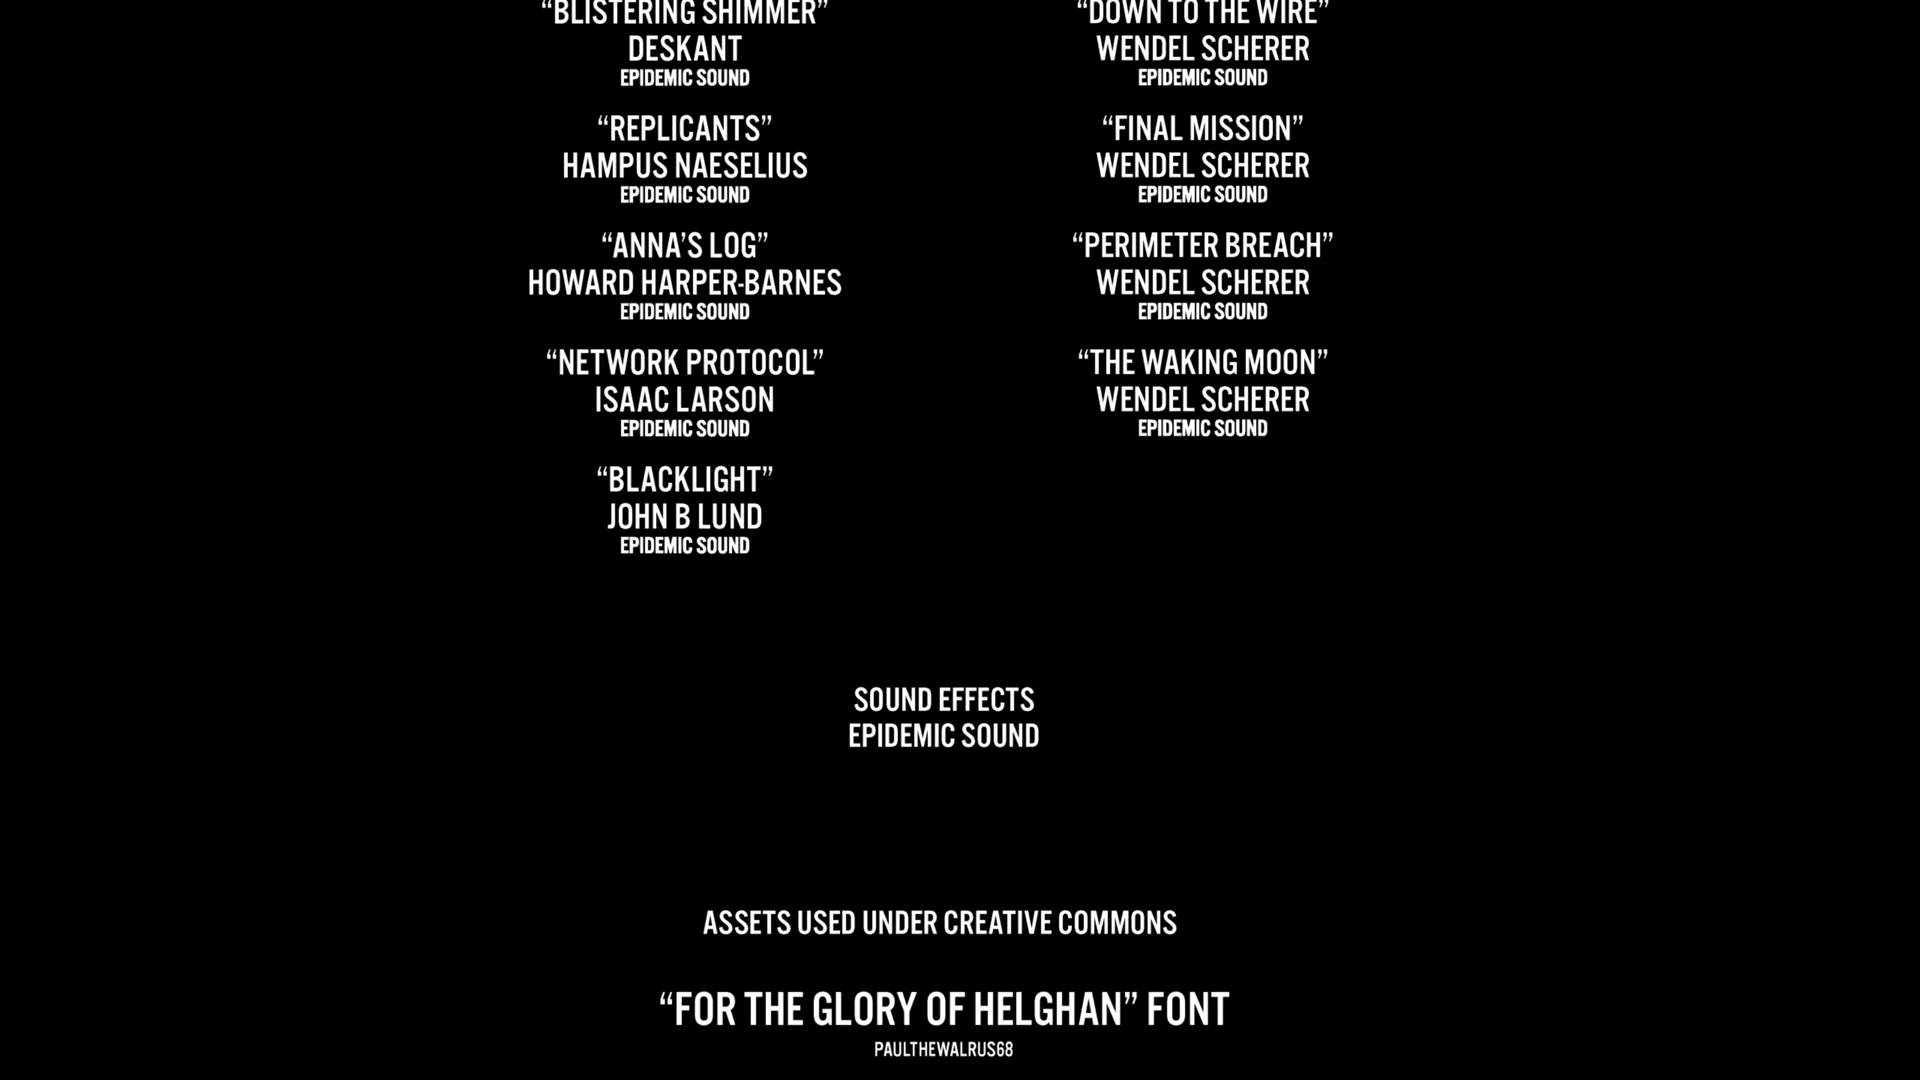 “BLISTERING SHIMMER”
DESKANT
EPIDEMIC SOUND
“REPLICANTS”
HAMPUS NAESELIUS
EPIDEMIC SOUND
“ANNA’S LOG”
HOWARD HARPER-BARNES
EPIDEMIC SOUND
“NETWORK PROTOCOL”
ISAAC LARSON
EPIDEMIC SOUND
“BLACKLIGHT”
JOHN B LUND
EPIDEMIC SOUND
“DOWN TO THE WIRE”
WENDEL SCHERER
EPIDEMIC SOUND
“FINAL MISSION”
WENDEL SCHERER
EPIDEMIC SOUND
“PERIMETER BREACH”
WENDEL SCHERER
EPIDEMIC SOUND
“THE WAKING MOON”
WENDEL SCHERER
EPIDEMIC SOUND
SOUND EFFECTS
EPIDEMIC SOUND
ASSETS USED UNDER CREATIVE COMMONS
“FOR THE GLORY OF HELGHAN” FONT
PAULTHEWALRUS68